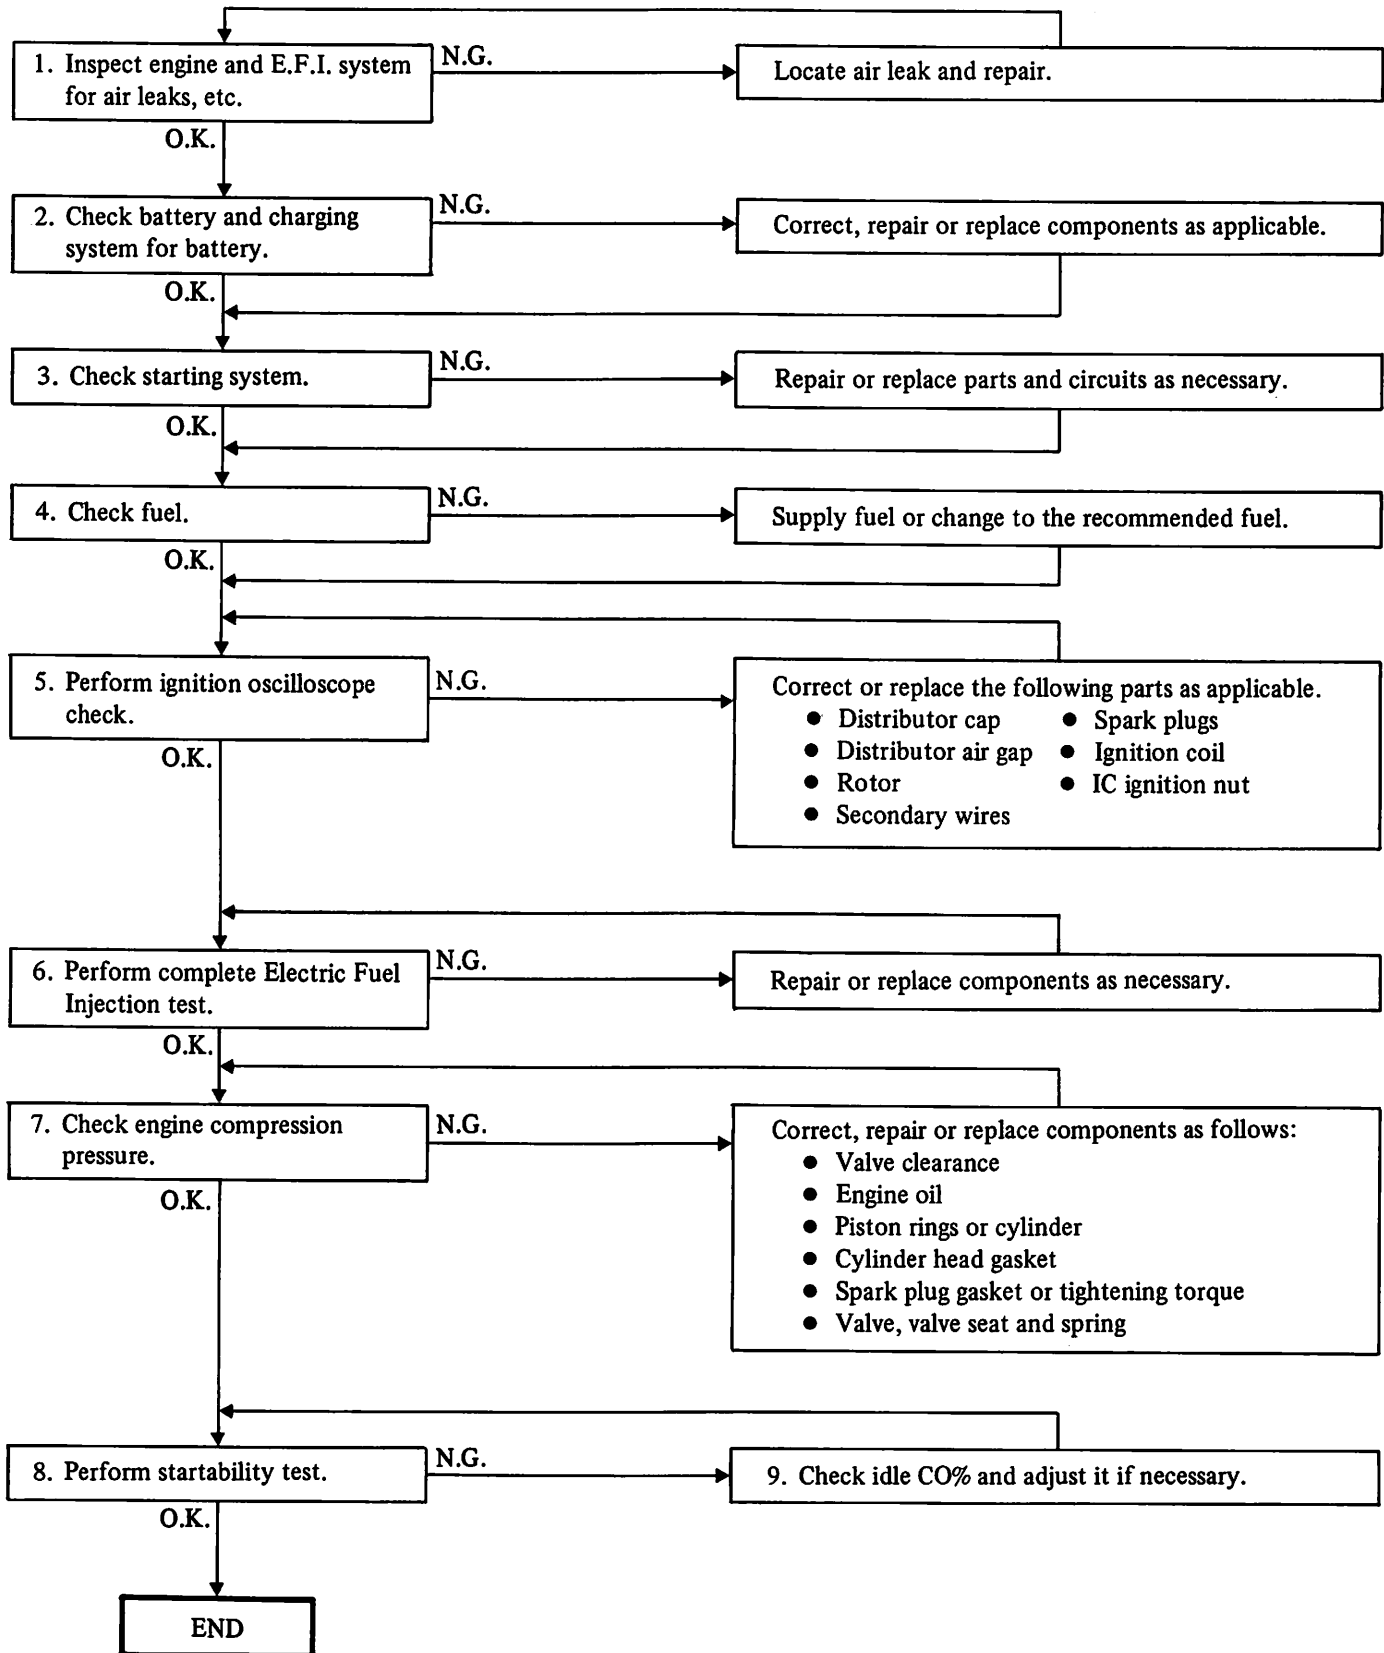 1. Inspect engine and E.F.I. system
for air leaks, etc.
N.G.
Locate air leak and repair.
O.K.
2. Check battery and charging
system for battery.
N.G.
Correct, repair or replace components as applicable.
O.K.
3. Check starting system.
N.G.
Repair or replace parts and circuits as necessary.
O.K.
4. Check fuel.
N.G.
Supply fuel or change to the recommended fuel.
O.K.
5. Perform ignition oscilloscope
check.
N.G.
Correct or replace the following parts as applicable.
● Distributor cap ● Spark plugs
● Distributor air gap ● Ignition coil
● Rotor ● IC ignition nut
● Secondary wires
O.K.
6. Perform complete Electric Fuel
Injection test.
N.G.
Repair or replace components as necessary.
O.K.
7. Check engine compression
pressure.
N.G.
Correct, repair or replace components as follows:
● Valve clearance
● Engine oil
● Piston rings or cylinder
● Cylinder head gasket
● Spark plug gasket or tightening torque
● Valve, valve seat and spring
O.K.
8. Perform startability test.
N.G.
9. Check idle CO% and adjust it if necessary.
O.K.
END